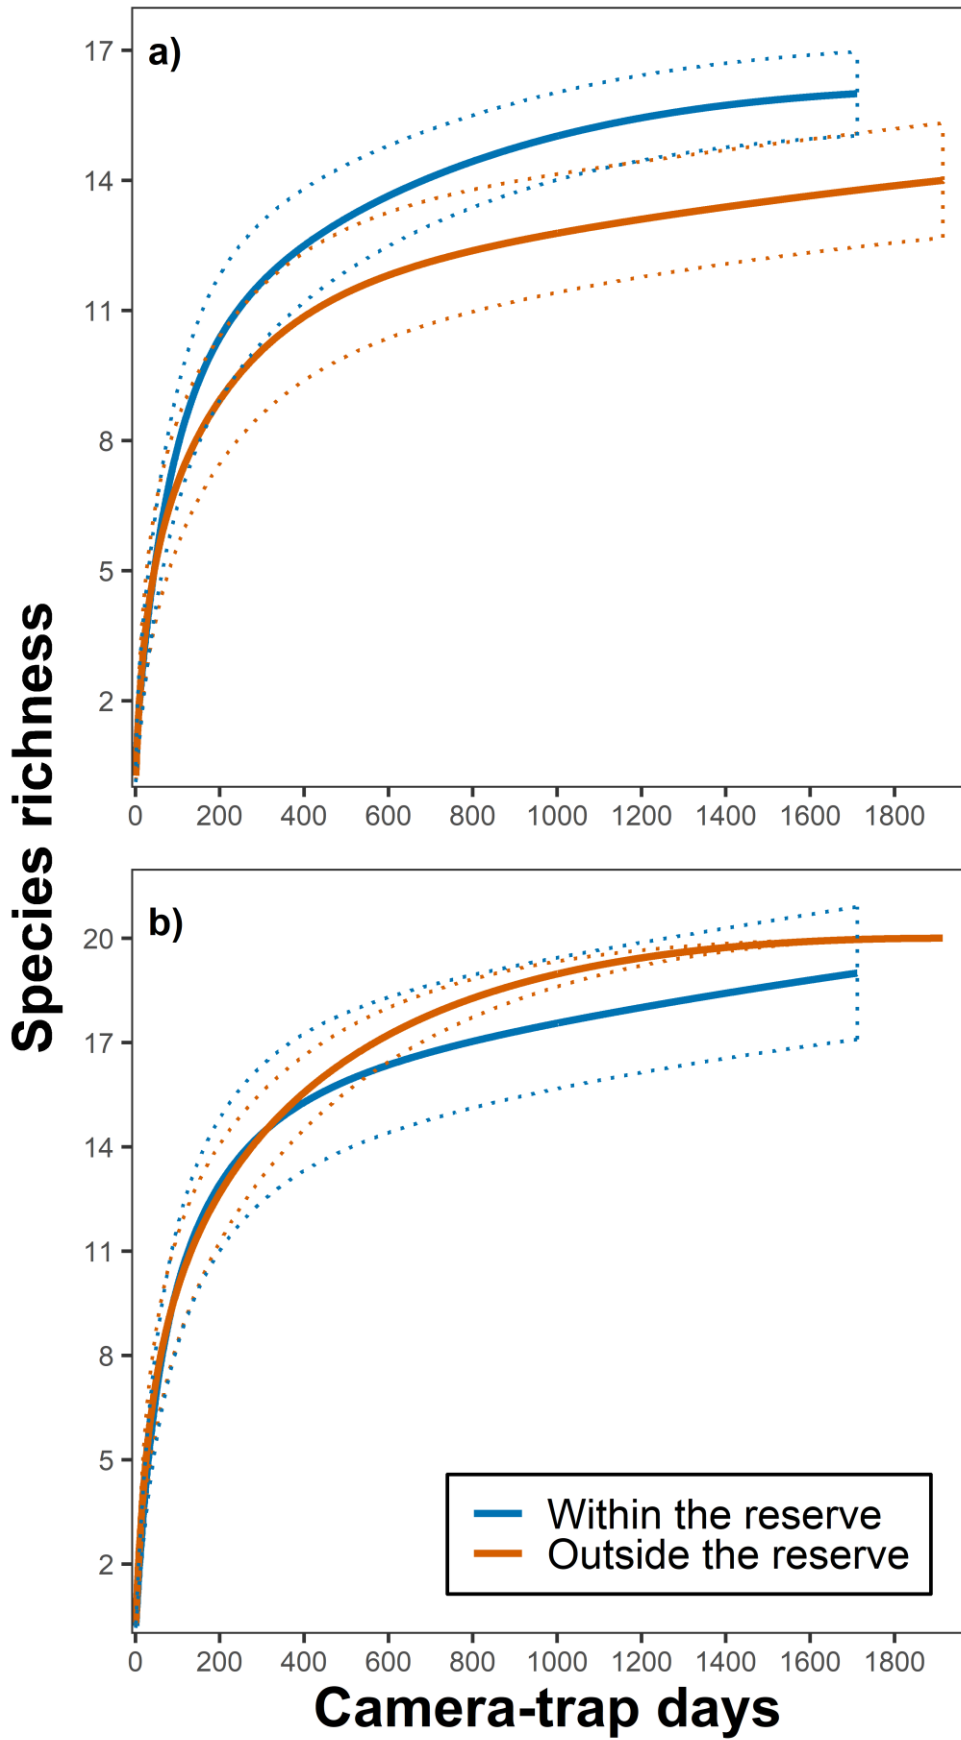 a)
17
14
11
8
5
2
0 200 400 600 800 1000 1200 1400 1600 1800
Species richness
b)
20
17
14
11
8
5
2
Within the reserve
Outside the reserve
0 200 400 600 800 1000 1200 1400 1600 1800
Camera-trap days